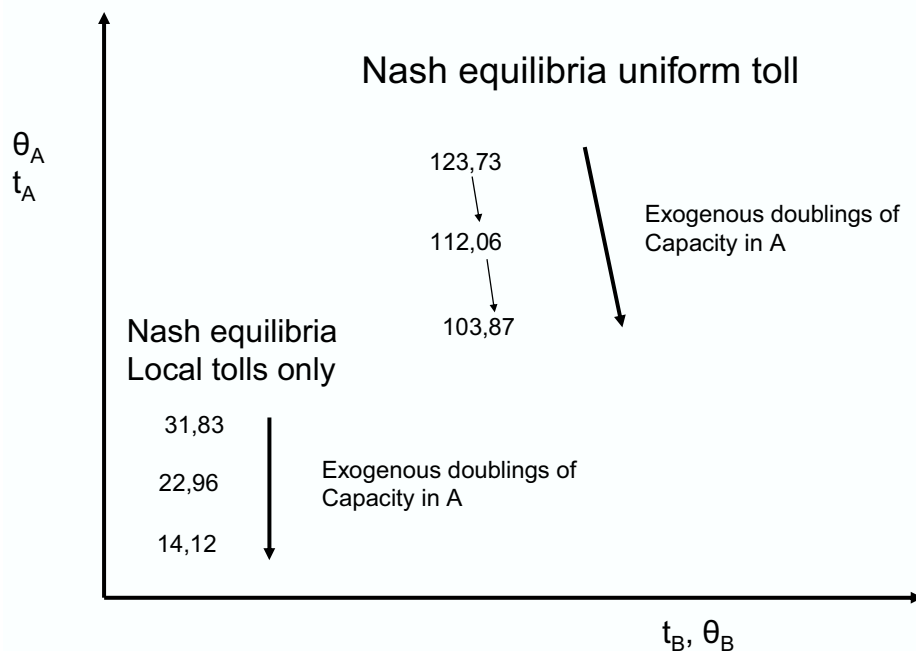 Nash equilibria uniform toll
θA
tA
123,73
112,06
103,87
Exogenous doublings of
Capacity in A
Nash equilibria
Local tolls only
31,83
22,96
14,12
Exogenous doublings of
Capacity in A
tB, θB